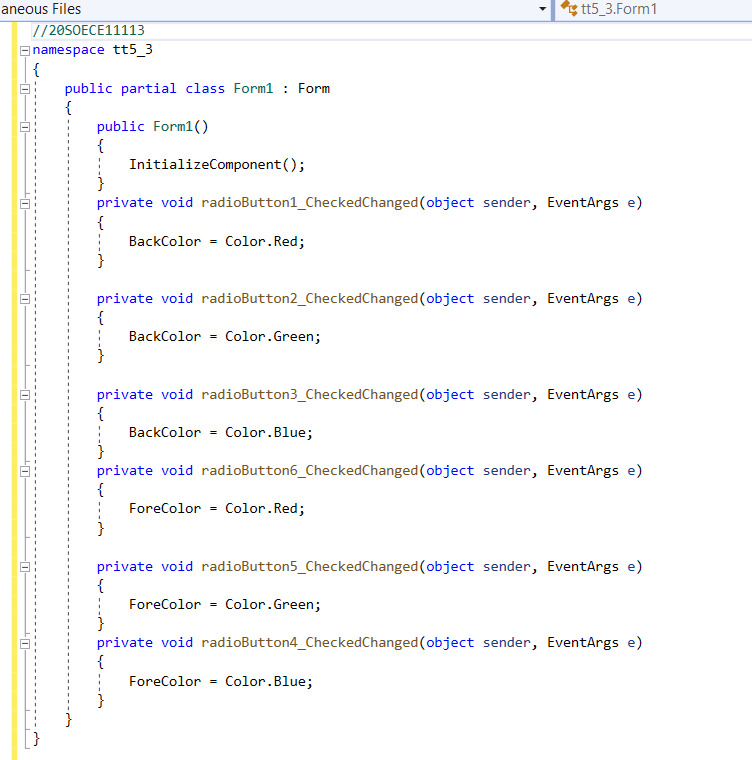 aneous Files
tt5_3.Form1
//20SOECE11113
namespace tt5_3
{
public partial class Form1 : Form
{
public Form1()
{
InitializeComponent();
}
private void radioButton1_CheckedChanged(object sender, EventArgs e)
{
BackColor = Color.Red;
}
private void radioButton2_CheckedChanged(object sender, EventArgs e)
{
BackColor = Color.Green;
}
private void radioButton3_CheckedChanged(object sender, EventArgs e)
{
BackColor = Color.Blue;
}
private void radioButton6_CheckedChanged(object sender, EventArgs e)
{
ForeColor = Color.Red;
}
private void radioButton5_CheckedChanged(object sender, EventArgs e)
{
ForeColor = Color.Green;
}
private void radioButton4_CheckedChanged(object sender, EventArgs e)
{
ForeColor = Color.Blue;
}
}
}